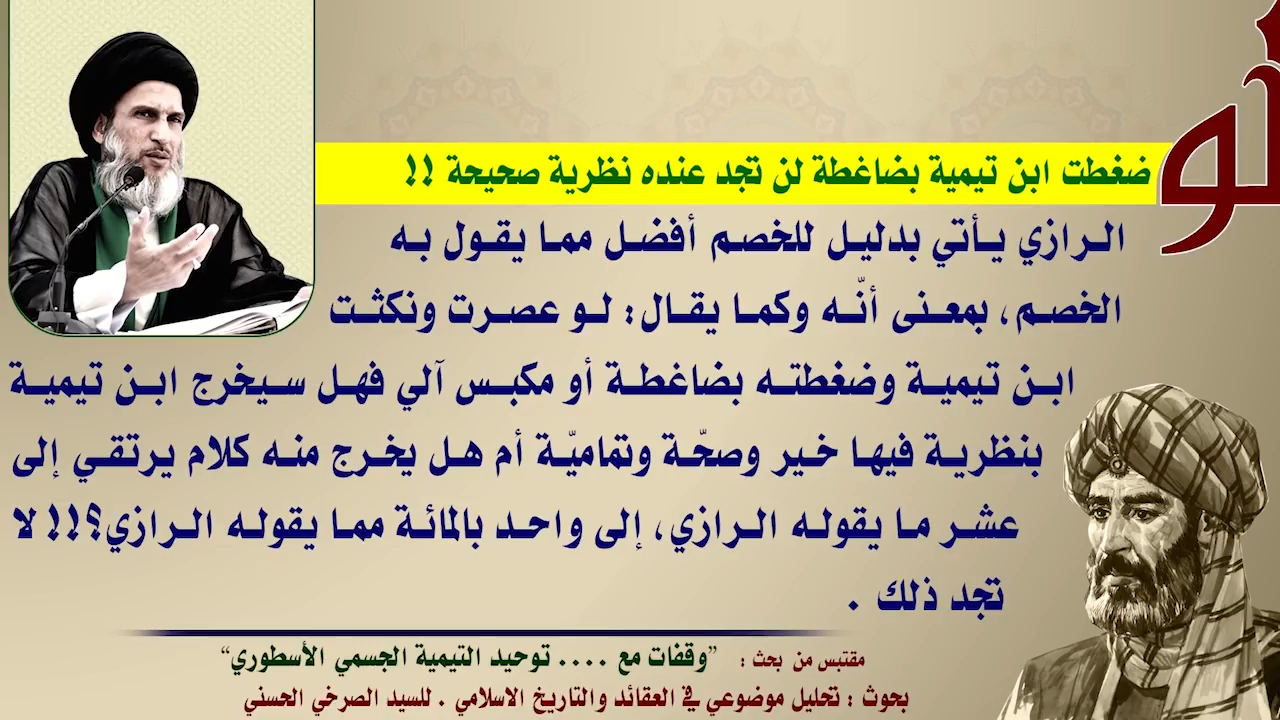 لو ضغطت ابن تيمية بضاغطة لن تجد عنده نظرية صحيحة !!
الرازي يأتي بدليل للخصم أفضل مما يقول به
الخصم، بمعنى أنّه وكما يقال: لو عصرت ونكثت
ابن تيمية وضغطته بضاغطة أو مكبس آلي فهل سيخرج ابن تيمية
بنظرية فيها خير وصحّة وتماميّة أم هل يخرج منه كلام يرتقي إلى
عشر ما يقوله الرازي، إلى واحد بالمائة مما يقوله الرازي؟!! لا
تجد ذلك .
مقتبس من بحث : "وقفات مع .... توحيد التيمية الجسمي الأسطوري"
بحوث : تحليل موضوعي في العقائد والتاريخ الاسلامي . للسيد الصرخي الحسني